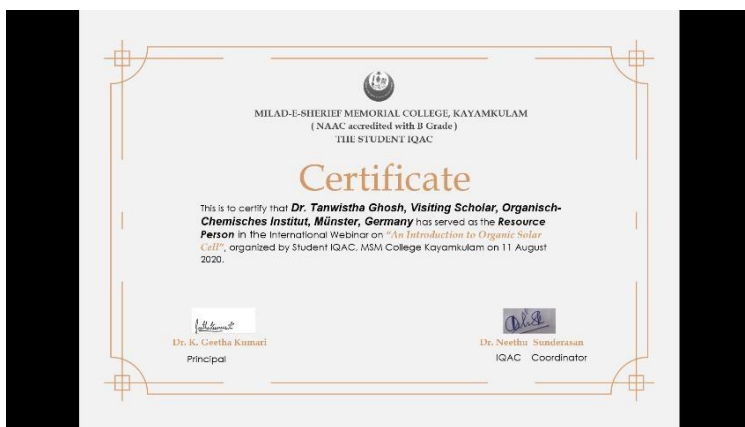 MILAD-E-SHERIEF MEMORIAL COLLEGE, KAYAMKULAM
( NAAC accredited with B Grade )
THE STUDENT IQAC
Certificate
This is to certify that Dr. Tanwistha Ghosh, Visiting Scholar, Organisch-
Chemisches Institut, Münster, Germany has served as the Resource
Person in the International Webinar on "An Introduction to Organic Solar
Cell", organized by Student IQAC, MSM College Kayamkulam on 11 August
2020.
Dr. K. Geetha Kumari
Dr. Neethu Sunderasan
Principal
IQAC Coordinator